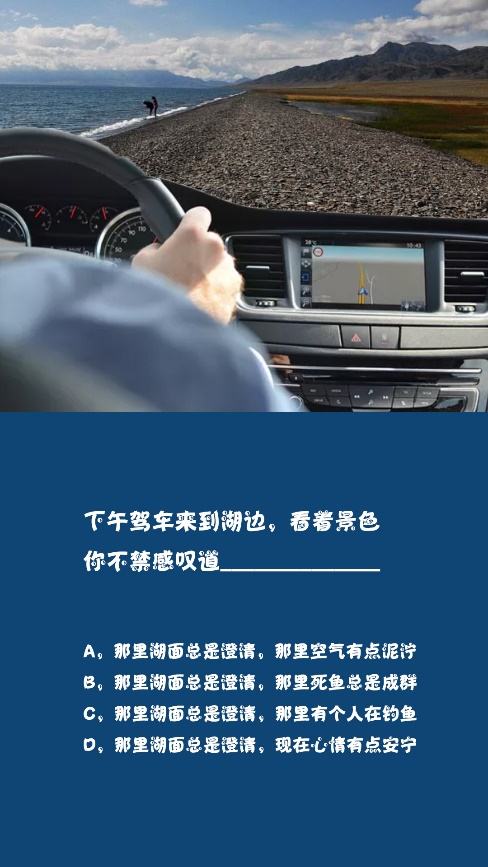 28°C
10:43
90
110
下午驾车来到湖边，看着景色
你不禁感叹道______________
A，那里湖面总是澄清，那里空气有点泥泞
B，那里湖面总是澄清，那里死鱼总是成群
C，那里湖面总是澄清，那里有个人在钓鱼
D，那里湖面总是澄清，现在心情有点安宁